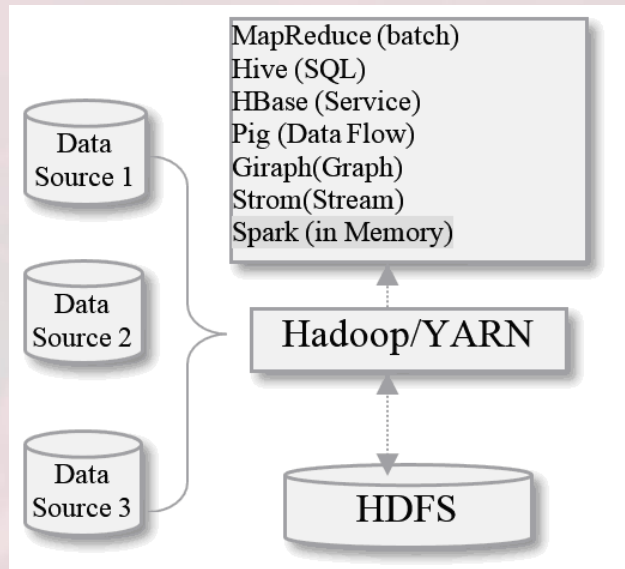 MapReduce (batch)
Hive (SQL)
HBase (Service)
Pig (Data Flow)
Giraph(Graph)
Strom(Stream)
Spark (in Memory)
Data
Source 1
Data
Source 2
Data
Source 3
Hadoop/YARN
HDFS